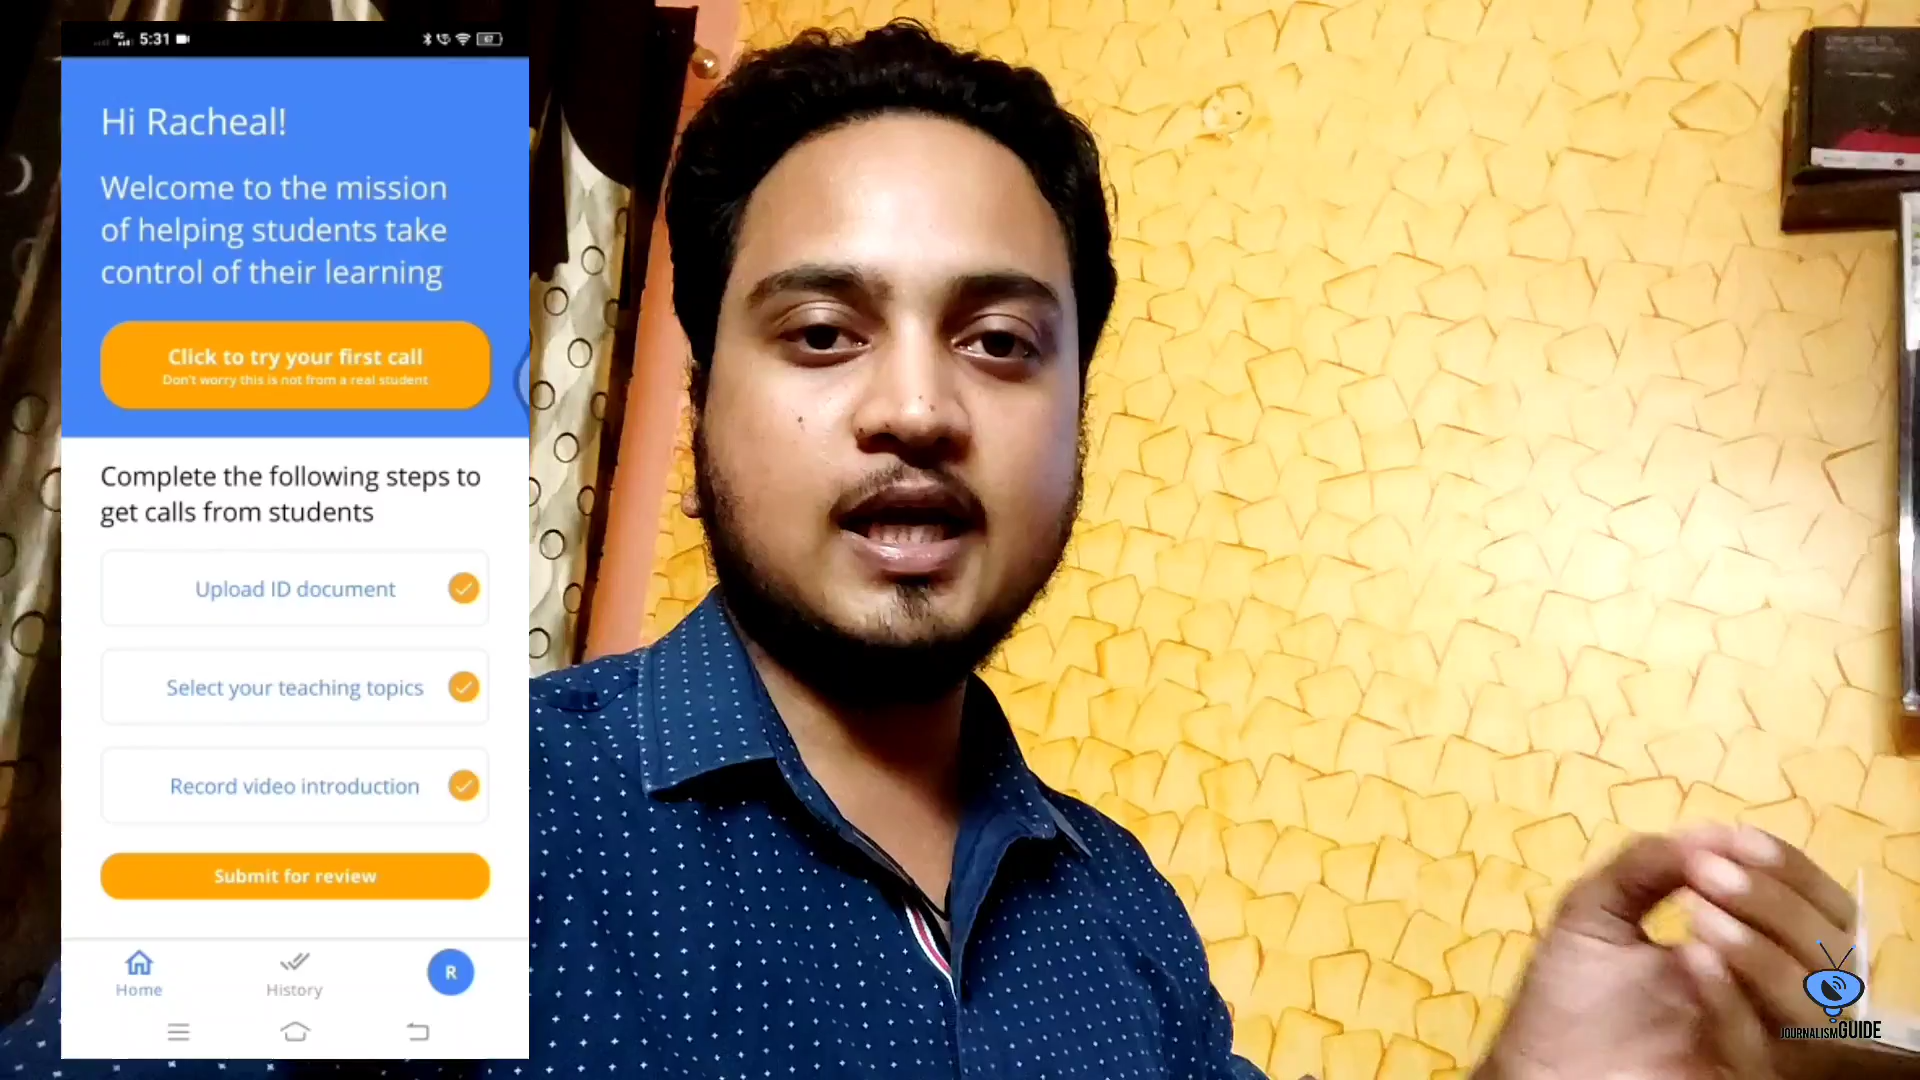 4G 5:31 67
Hi Racheal!
Welcome to the mission
of helping students take
control of their learning
Click to try your first call
Don't worry this is not from a real student
Complete the following steps to
get calls from students
Upload ID document
Select your teaching topics
Record video introduction
Submit for review
R
Home
History
JOURNALISMGUIDE